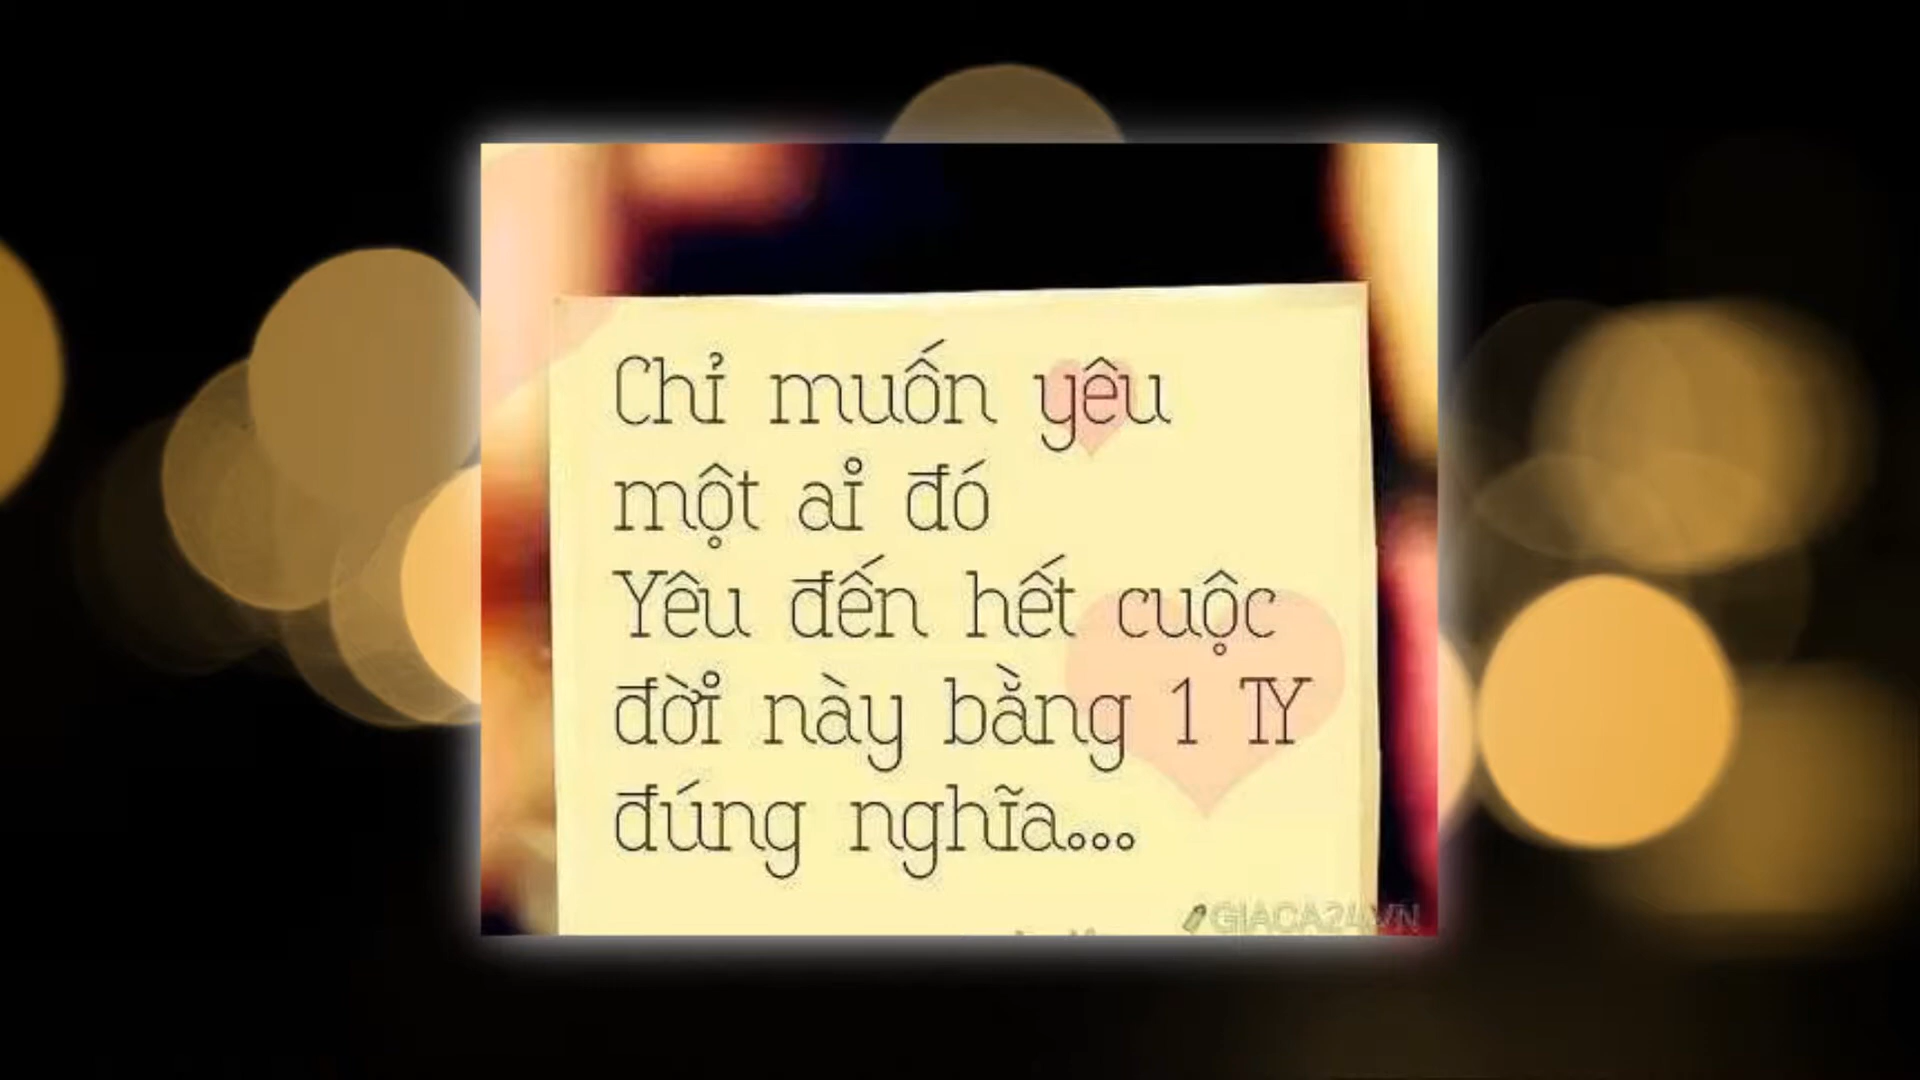 Chỉ muốn yêu
một ai đó
Yêu đến hết cuộc
đời này bằng 1 TY
đúng nghĩa...
GIACA24.VN